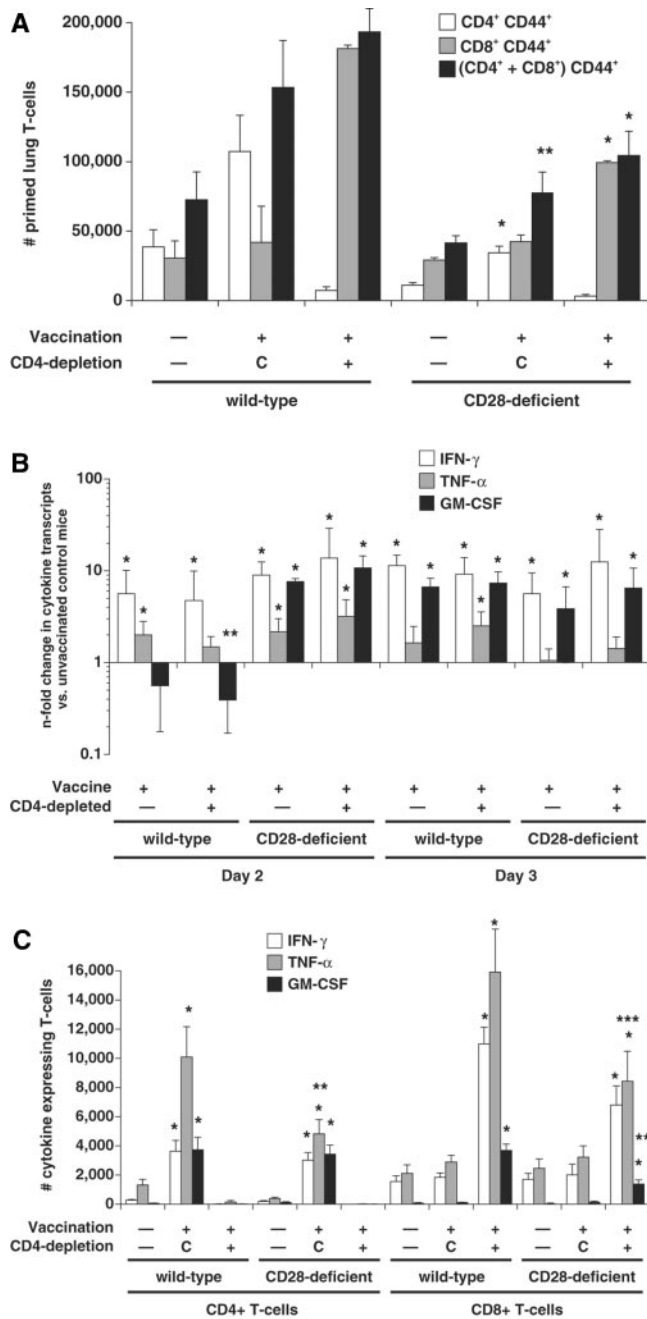 A
CD4+ CD44+
CD8+ CD44+
(CD4+ + CD8+) CD44+
# primed lung T-cells
200,000
150,000
100,000
50,000
0
* ** * *
Vaccination — + + — + +
CD4-depletion — C + — C +
wild-type CD28-deficient
B
IFN-γ
TNF-α
GM-CSF
n-fold change in cytokine transcripts
vs. unvaccinated control mice
100
10
1
0.1
* * * ** * * * * * * * * * * * * * * *
Vaccine + + + + + + + +
CD4-depleted — + — + — + — +
wild-type CD28-deficient wild-type CD28-deficient
Day 2 Day 3
C
IFN-γ
TNF-α
GM-CSF
# cytokine expressing T-cells
16,000
14,000
12,000
10,000
8,000
6,000
4,000
2,000
0
* * * * ** * * * * * * *** * ** *
Vaccination — + + — + + — + + — + +
CD4-depletion — C + — C + — C + — C +
wild-type CD28-deficient wild-type CD28-deficient
CD4+ T-cells CD8+ T-cells